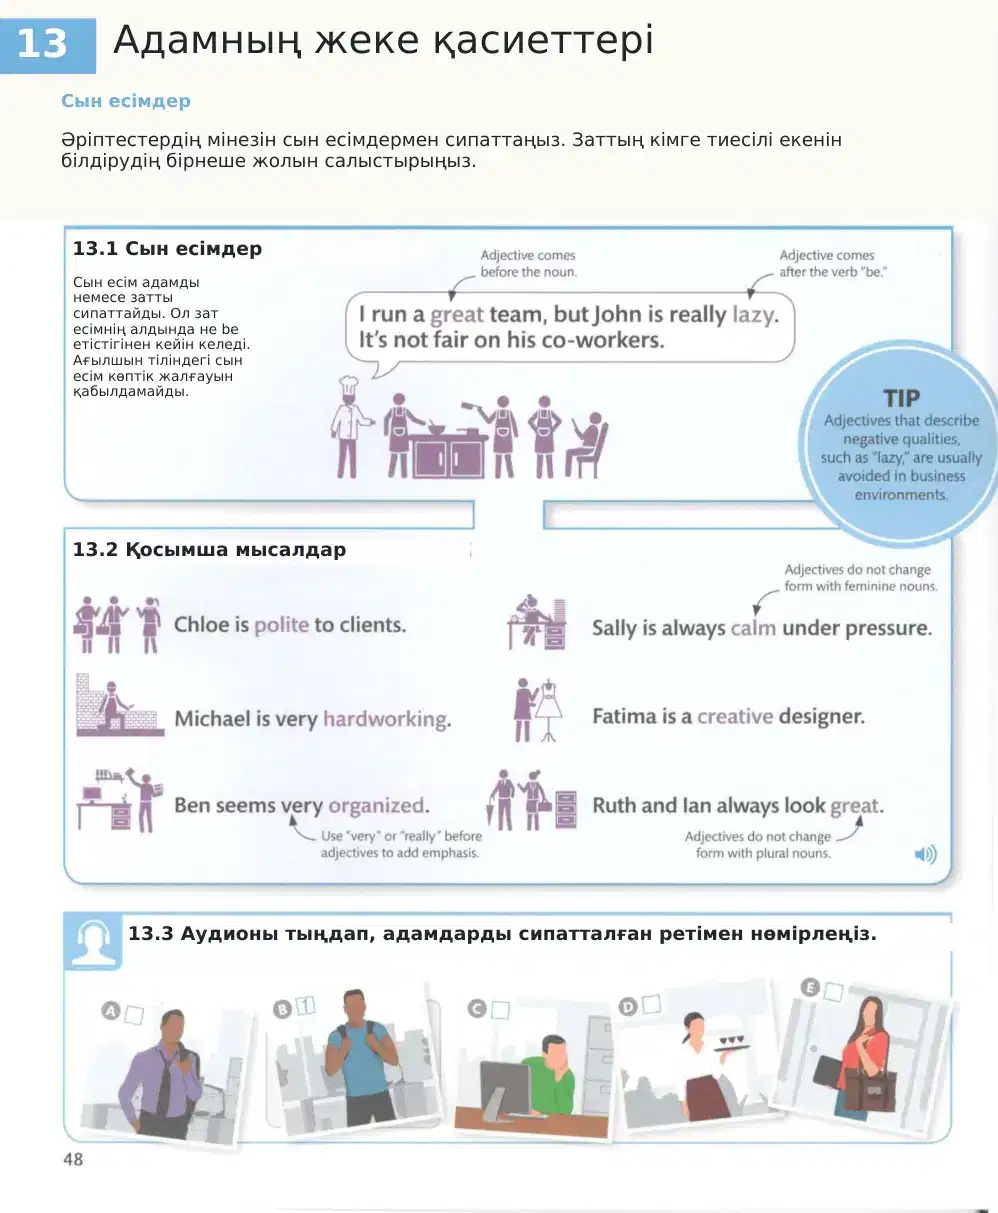 13
Адамның жеке қасиеттері
Сын есімдер
Әріптестердің мінезін сын есімдермен сипаттаңыз. Заттың кімге тиесілі екенін
білдірудің бірнеше жолын салыстырыңыз.
13.1 Сын есімдер
Сын есім адамды
немесе затты
сипаттайды. Ол зат
есімнің алдында не be
етістігінен кейін келеді.
Ағылшын тіліндегі сын
есім көптік жалғауын
қабылдамайды.
Adjective comes
before the noun.
Adjective comes
after the verb "be."
I run a great team, but John is really lazy.
It's not fair on his co-workers.
TIP
Adjectives that describe
negative qualities,
such as "lazy," are usually
avoided in business
environments.
13.2 Қосымша мысалдар
Chloe is polite to clients.
Michael is very hardworking.
Ben seems very organized.
Use "very" or "really" before
adjectives to add emphasis.
Adjectives do not change
form with feminine nouns.
Sally is always calm under pressure.
Fatima is a creative designer.
Ruth and Ian always look great.
Adjectives do not change
form with plural nouns.
13.3 Аудионы тыңдап, адамдарды сипатталған ретімен нөмірлеңіз.
A
B 1
C
D
E
48